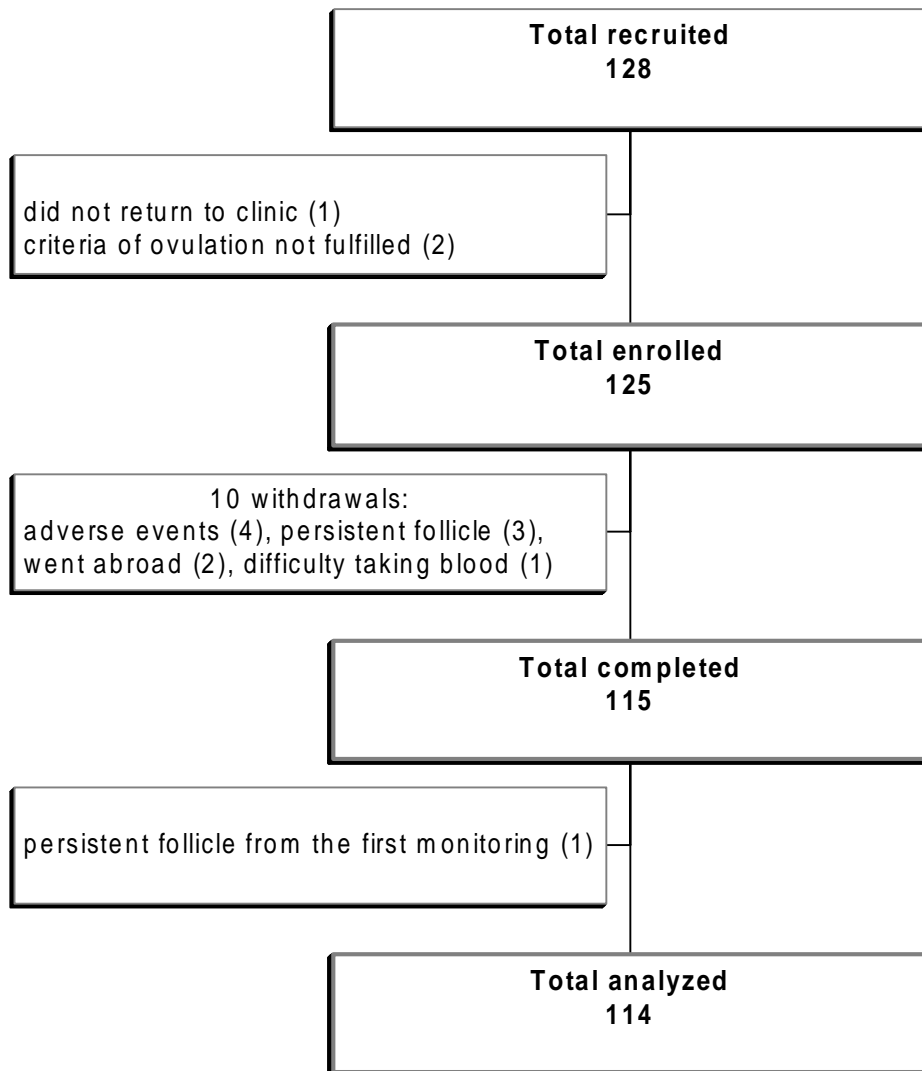 Total recruited
128
did not return to clinic (1)
criteria of ovulation not fulfilled (2)
Total enrolled
125
10 withdrawals:
adverse events (4), persistent follicle (3),
went abroad (2), difficulty taking blood (1)
Total completed
115
persistent follicle from the first monitoring (1)
Total analyzed
114